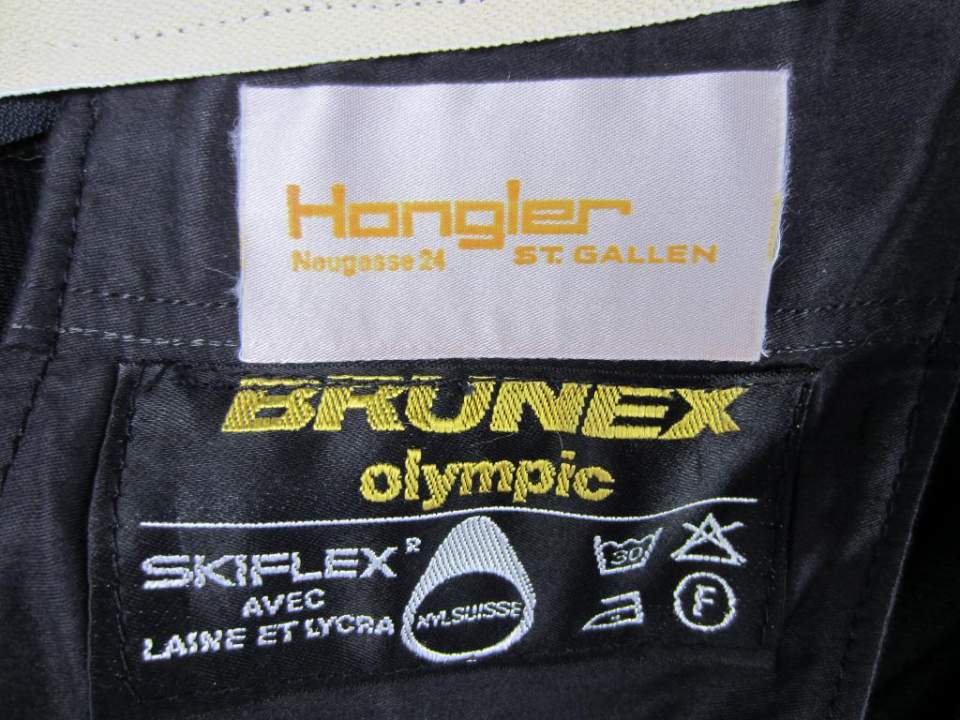 Hongler
Neugasse 24 ST. GALLEN
BRUNEX
olympic
SKIFLEX®
AVEC
LAINE ET LYCRA
NYLSUISSE
30
F